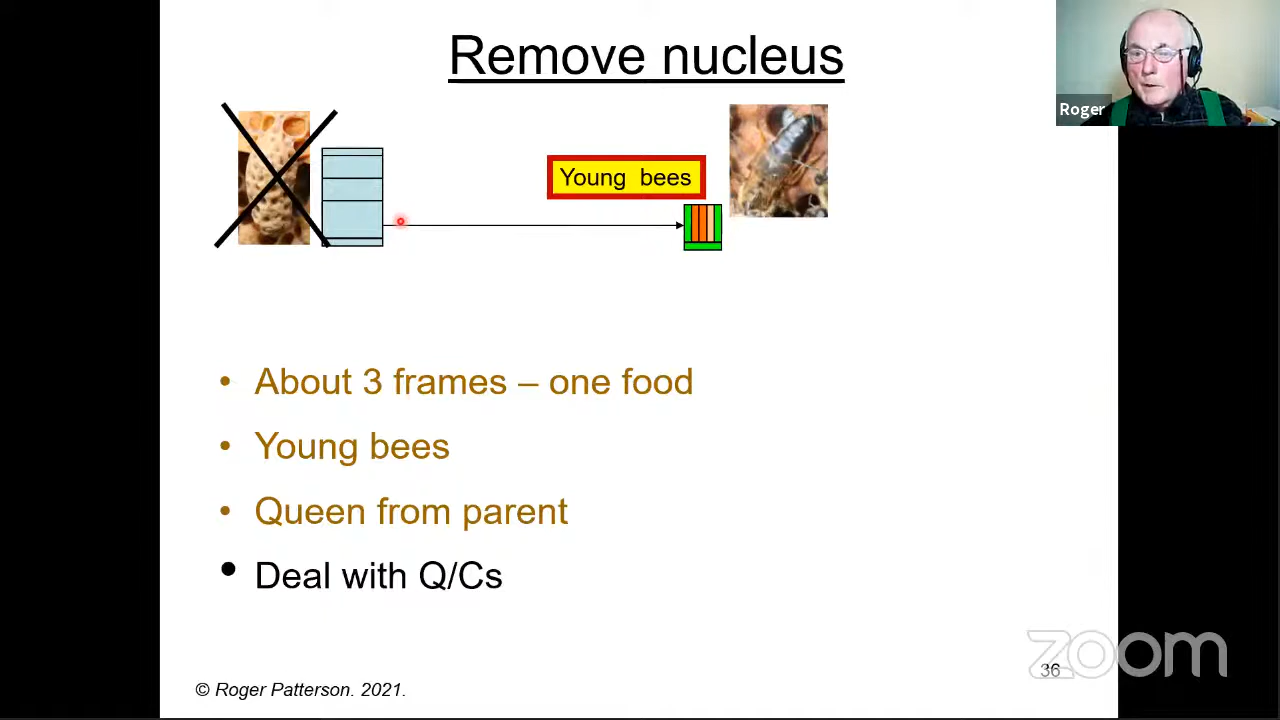 Remove nucleus
Roger
Young bees
• About 3 frames – one food
• Young bees
• Queen from parent
• Deal with Q/Cs
zoom
36
© Roger Patterson. 2021.